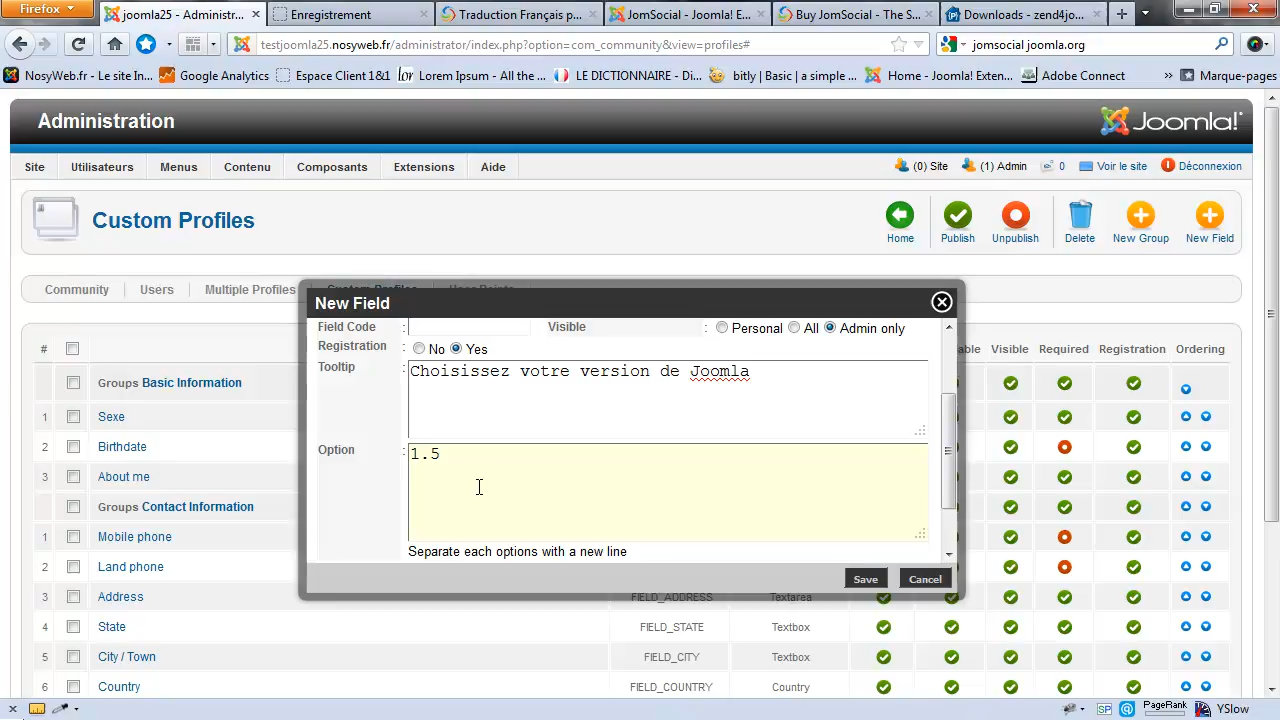 Firefox
joomla25 - Administrati...
Enregistrement
Traduction Français p...
JomSocial - Joomla! E...
Buy JomSocial - The S...
Downloads - zend4jo...
testjoomla25.nosyweb.fr/administrator/index.php?option=com_community&view=profiles#
jomsocial joomla.org
NosyWeb.fr - Le site In...
Google Analytics
Espace Client 1&1
Lorem Ipsum - All the ...
LE DICTIONNAIRE - Di...
bitly | Basic | a simple ...
Home - Joomla! Exten...
Adobe Connect
»
Marque-pages
Administration
Joomla!
Site
Utilisateurs
Menus
Contenu
Composants
Extensions
Aide
(0) Site
(1) Admin
0
Voir le site
Déconnexion
Custom Profiles
Home
Publish
Unpublish
Delete
New Group
New Field
Community
Users
Multiple Profiles
New Field
Field Code :
Visible : Personal All Admin only
Registration : No Yes
Tooltip : Choisissez votre version de Joomla
Option : 1.5
Separate each options with a new line
Save
Cancel
# Visible Required Registration Ordering
Groups Basic Information
1 Sexe
2 Birthdate
3 About me
Groups Contact Information
1 Mobile phone
2 Land phone
3 Address FIELD_ADDRESS Textarea
4 State FIELD_STATE Textbox
5 City / Town FIELD_CITY Textbox
6 Country FIELD_COUNTRY Country
SP
PageRank
YSlow